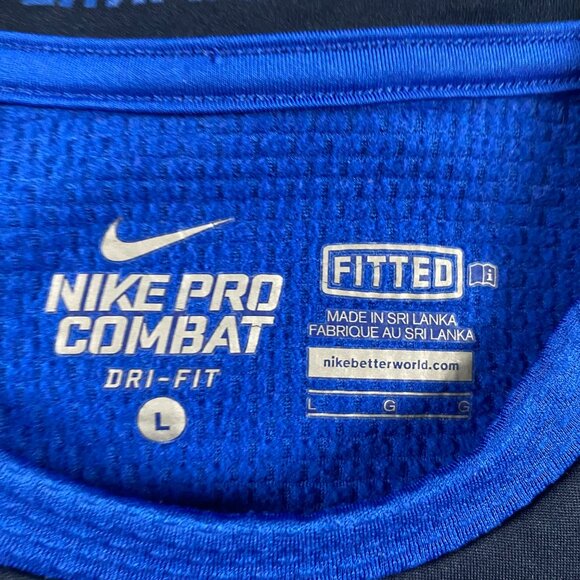 NIKE PRO
COMBAT
DRI-FIT
L
FITTED
MADE IN SRI LANKA
FABRIQUE AU SRI LANKA
nikebetterworld.com
L G G